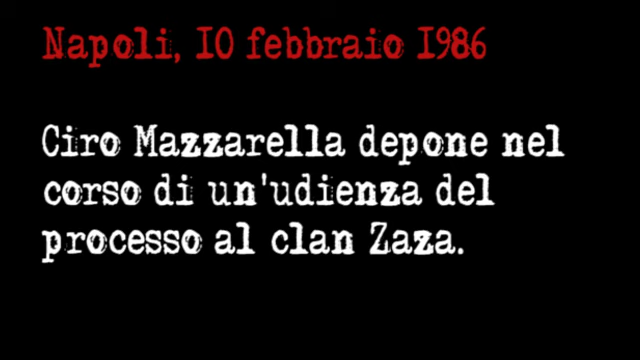 Napoli, 10 febbraio 1986
Ciro Mazzarella depone nel
corso di un'udienza del
processo al clan Zaza.